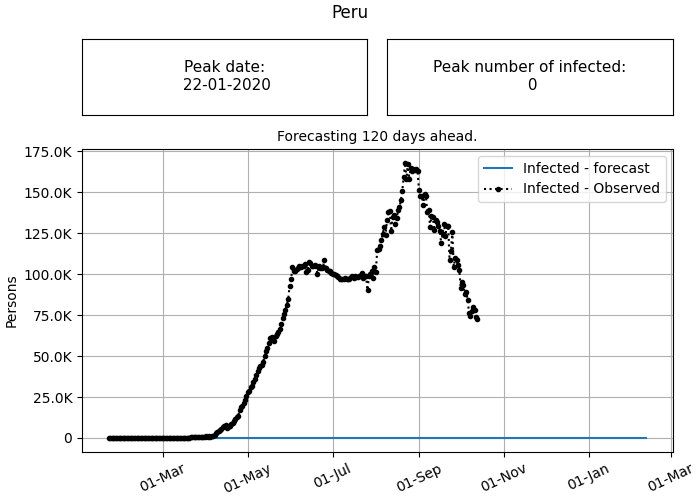 Peru
Peak date:
22-01-2020
Peak number of infected:
0
Forecasting 120 days ahead.
175.0K
150.0K
125.0K
100.0K
75.0K
50.0K
25.0K
0
Persons
Infected - forecast
Infected - Observed
01-Mar
01-May
01-Jul
01-Sep
01-Nov
01-Jan
01-Mar